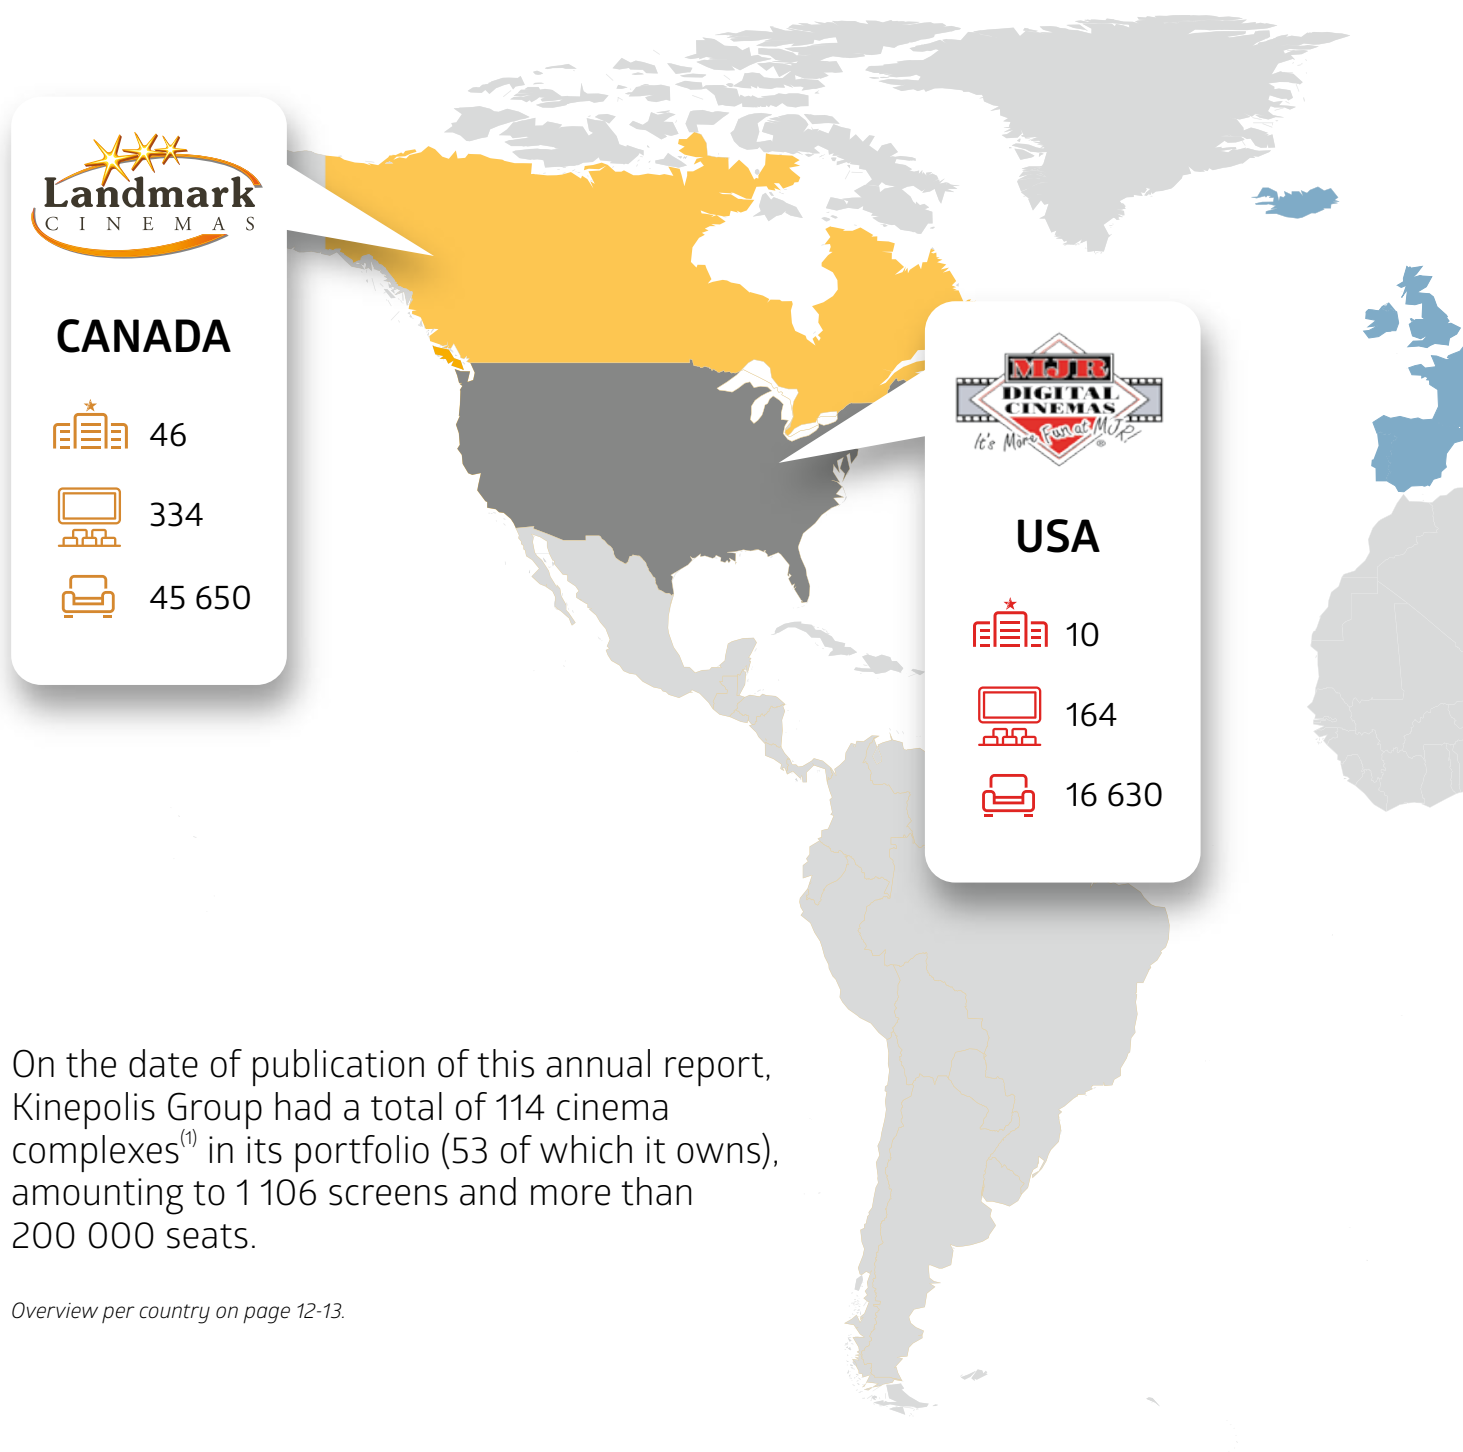 Landmark
CINEMAS
CANADA
46
334
45 650
MJR
DIGITAL
CINEMAS
It's More Fun at MJR!
®
USA
10
164
16 630
On the date of publication of this annual report,
Kinepolis Group had a total of 114 cinema
complexes(1) in its portfolio (53 of which it owns),
amounting to 1 106 screens and more than
200 000 seats.
Overview per country on page 12-13.